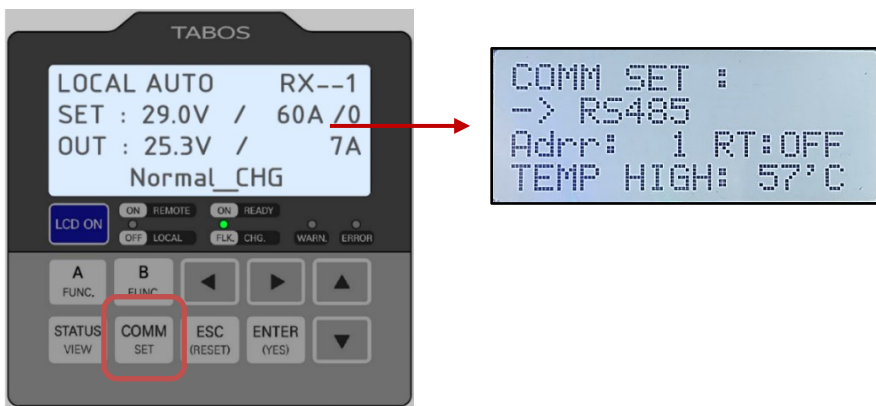 TABOS
LOCAL AUTO RX--1
SET : 29.0V / 60A /0
OUT : 25.3V / 7A
Normal__CHG
LCD ON
ON REMOTE ON READY
OFF LOCAL FLK. CHG. WARN. ERROR
A B
FUNC. FUNC.
STATUS COMM ESC ENTER
VIEW SET (RESET) (YES)
COMM SET :
-> RS485
Adrr: 1 RT:OFF
TEMP HIGH: 57°C